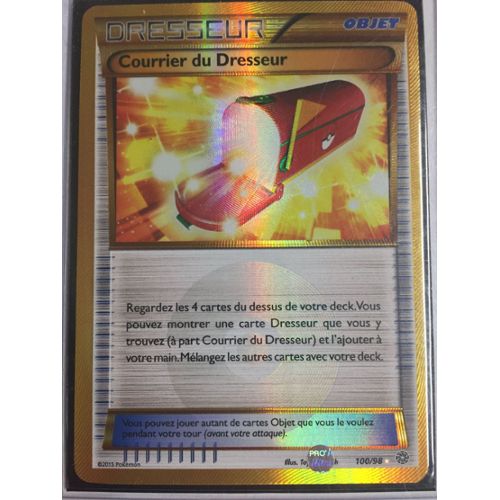 DRESSEUR OBJET
Courrier du Dresseur
Regardez les 4 cartes du dessus de votre deck.Vous
pouvez montrer une carte Dresseur que vous y
trouvez (à part Courrier du Dresseur) et l'ajouter à
votre main.Mélangez les autres cartes avec votre deck.
Vous pouvez jouer autant de cartes Objet que vous le voulez
pendant votre tour (avant votre attaque).
©2015 Pokémon Illus. PRO 100/98